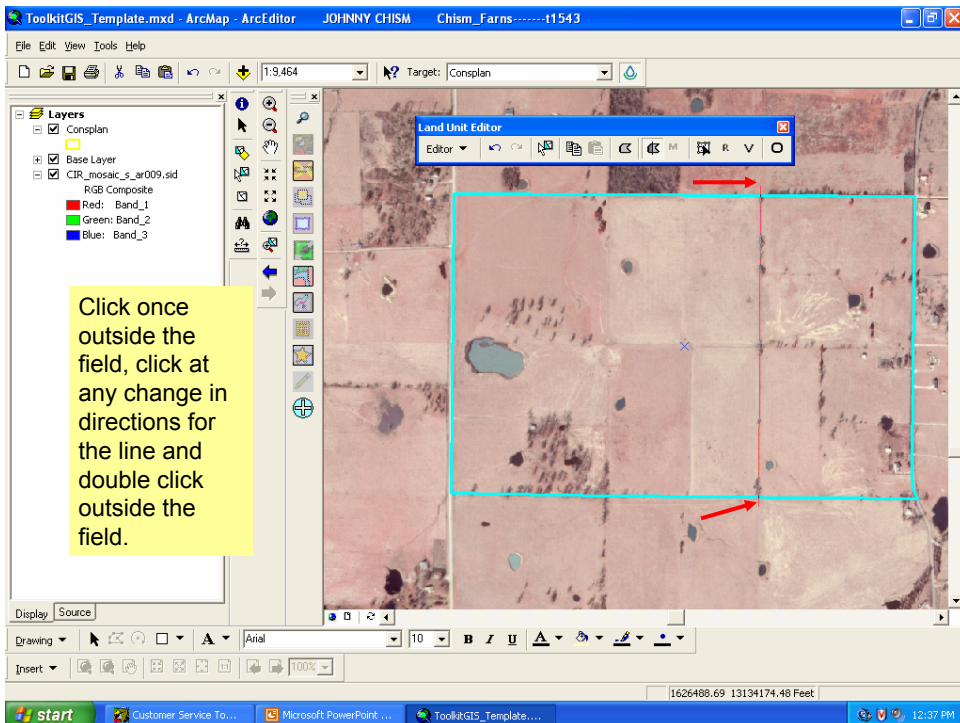 ToolkitGIS_Template.mxd - ArcMap - ArcEditor JOHNNY CHISM Chism_Farns-------t1543
File Edit View Tools Help
1:9,464 Target: Consplan
Layers
Consplan
Base Layer
CIR_mosaic_s_ar009.sid
RGB Composite
Red: Band_1
Green: Band_2
Blue: Band_3
Land Unit Editor
Editor M R V O
Click once
outside the
field, click at
any change in
directions for
the line and
double click
outside the
field.
Display Source
Drawing A Arial 10 B I U A
Insert 100%
1626488.69 13134174.48 Feet
start Customer Service To... Microsoft PowerPoint ... ToolkitGIS_Template.... 12:37 PM